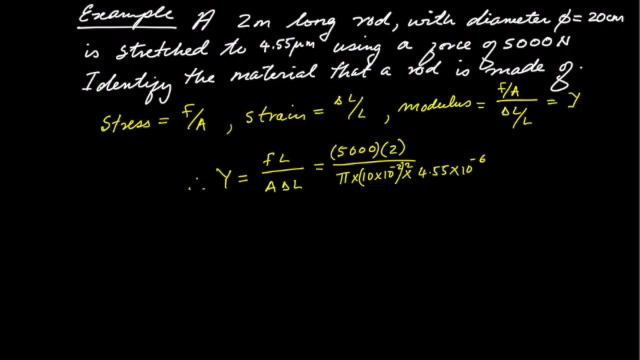 Example A 2m long rod, with diameter φ = 20cm
is stretched to 4.55μm using a force of 5000 N
Identify the material that a rod is made of.
Stress = f/A , Strain = ΔL/L , modulus = (f/A)/(ΔL/L) = Y
∴ Y = fL/(AΔL) = (5000)(2)/(π×(10×10⁻²)²×4.55×10⁻⁶)